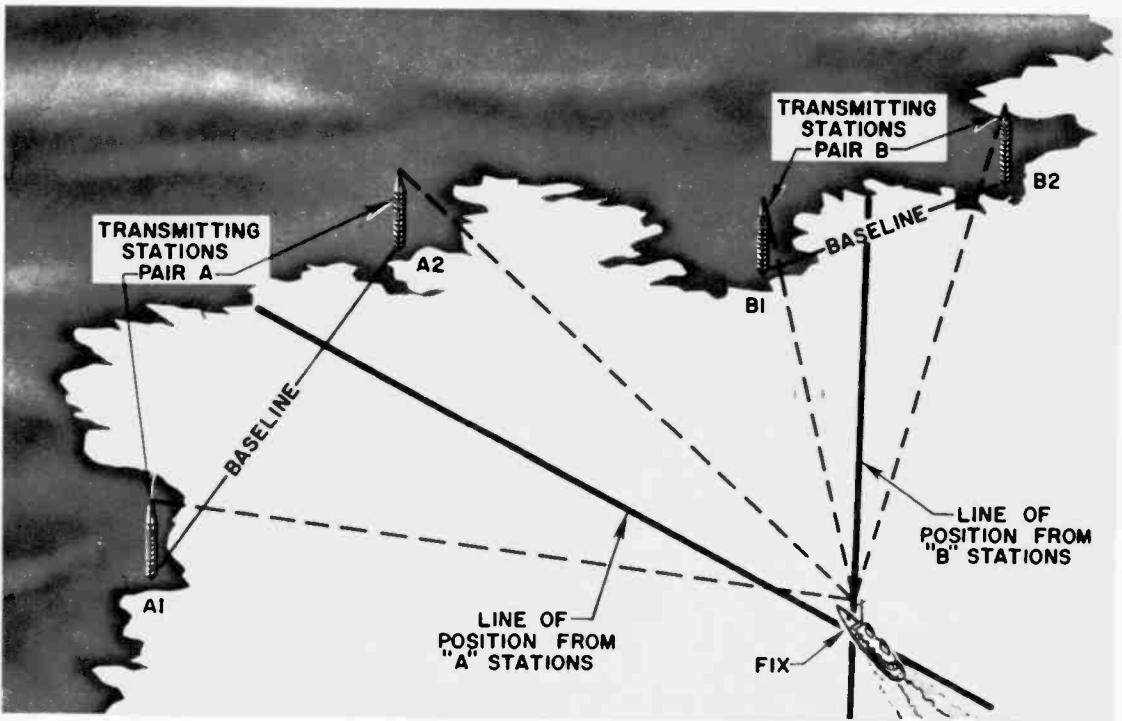 TRANSMITTING
STATIONS
PAIR B
B2
BASELINE
B1
TRANSMITTING
STATIONS
PAIR A
A2
BASELINE
A1
LINE OF
POSITION FROM
"B" STATIONS
LINE OF
POSITION FROM
"A" STATIONS
FIX